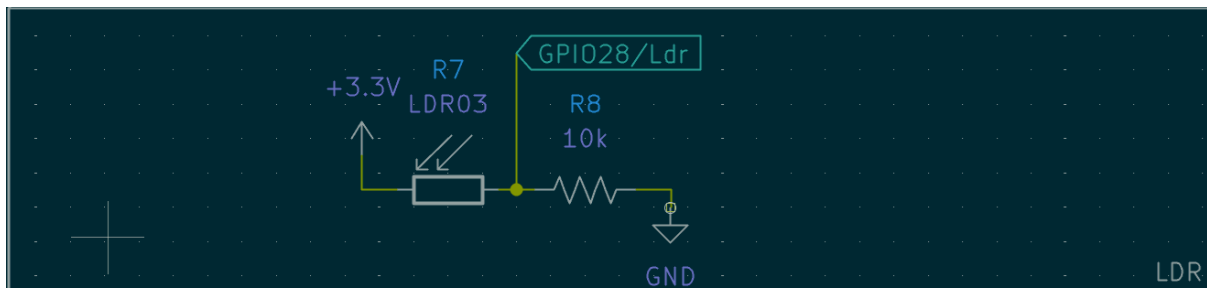 GPIO28/Ldr
R7
+3.3V
LDR03
R8
10k
GND
LDR